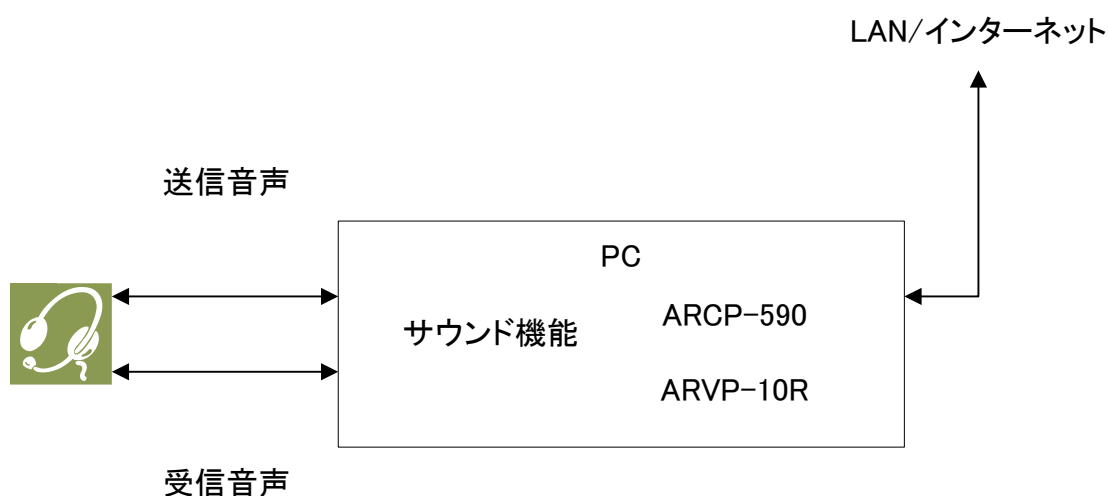 LAN/インターネット
送信音声
PC
サウンド機能
ARCP-590
ARVP-10R
受信音声